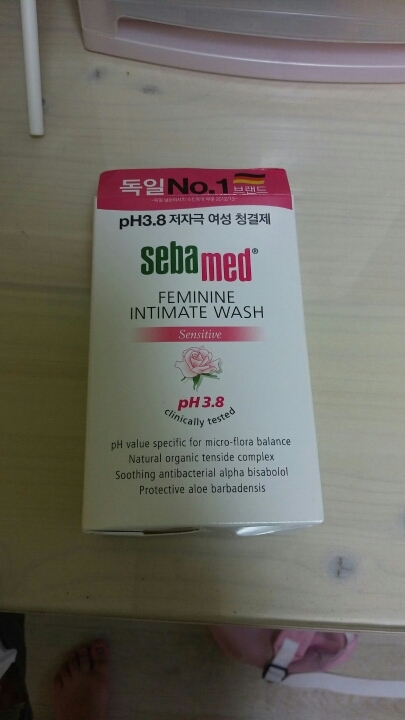 독일 No.1 브랜드
pH3.8 저자극 여성 청결제
sebamed®
FEMININE
INTIMATE WASH
Sensitive
pH 3.8
clinically tested
pH value specific for micro-flora balance
Natural organic tenside complex
Soothing antibacterial alpha bisabolol
Protective aloe barbadensis